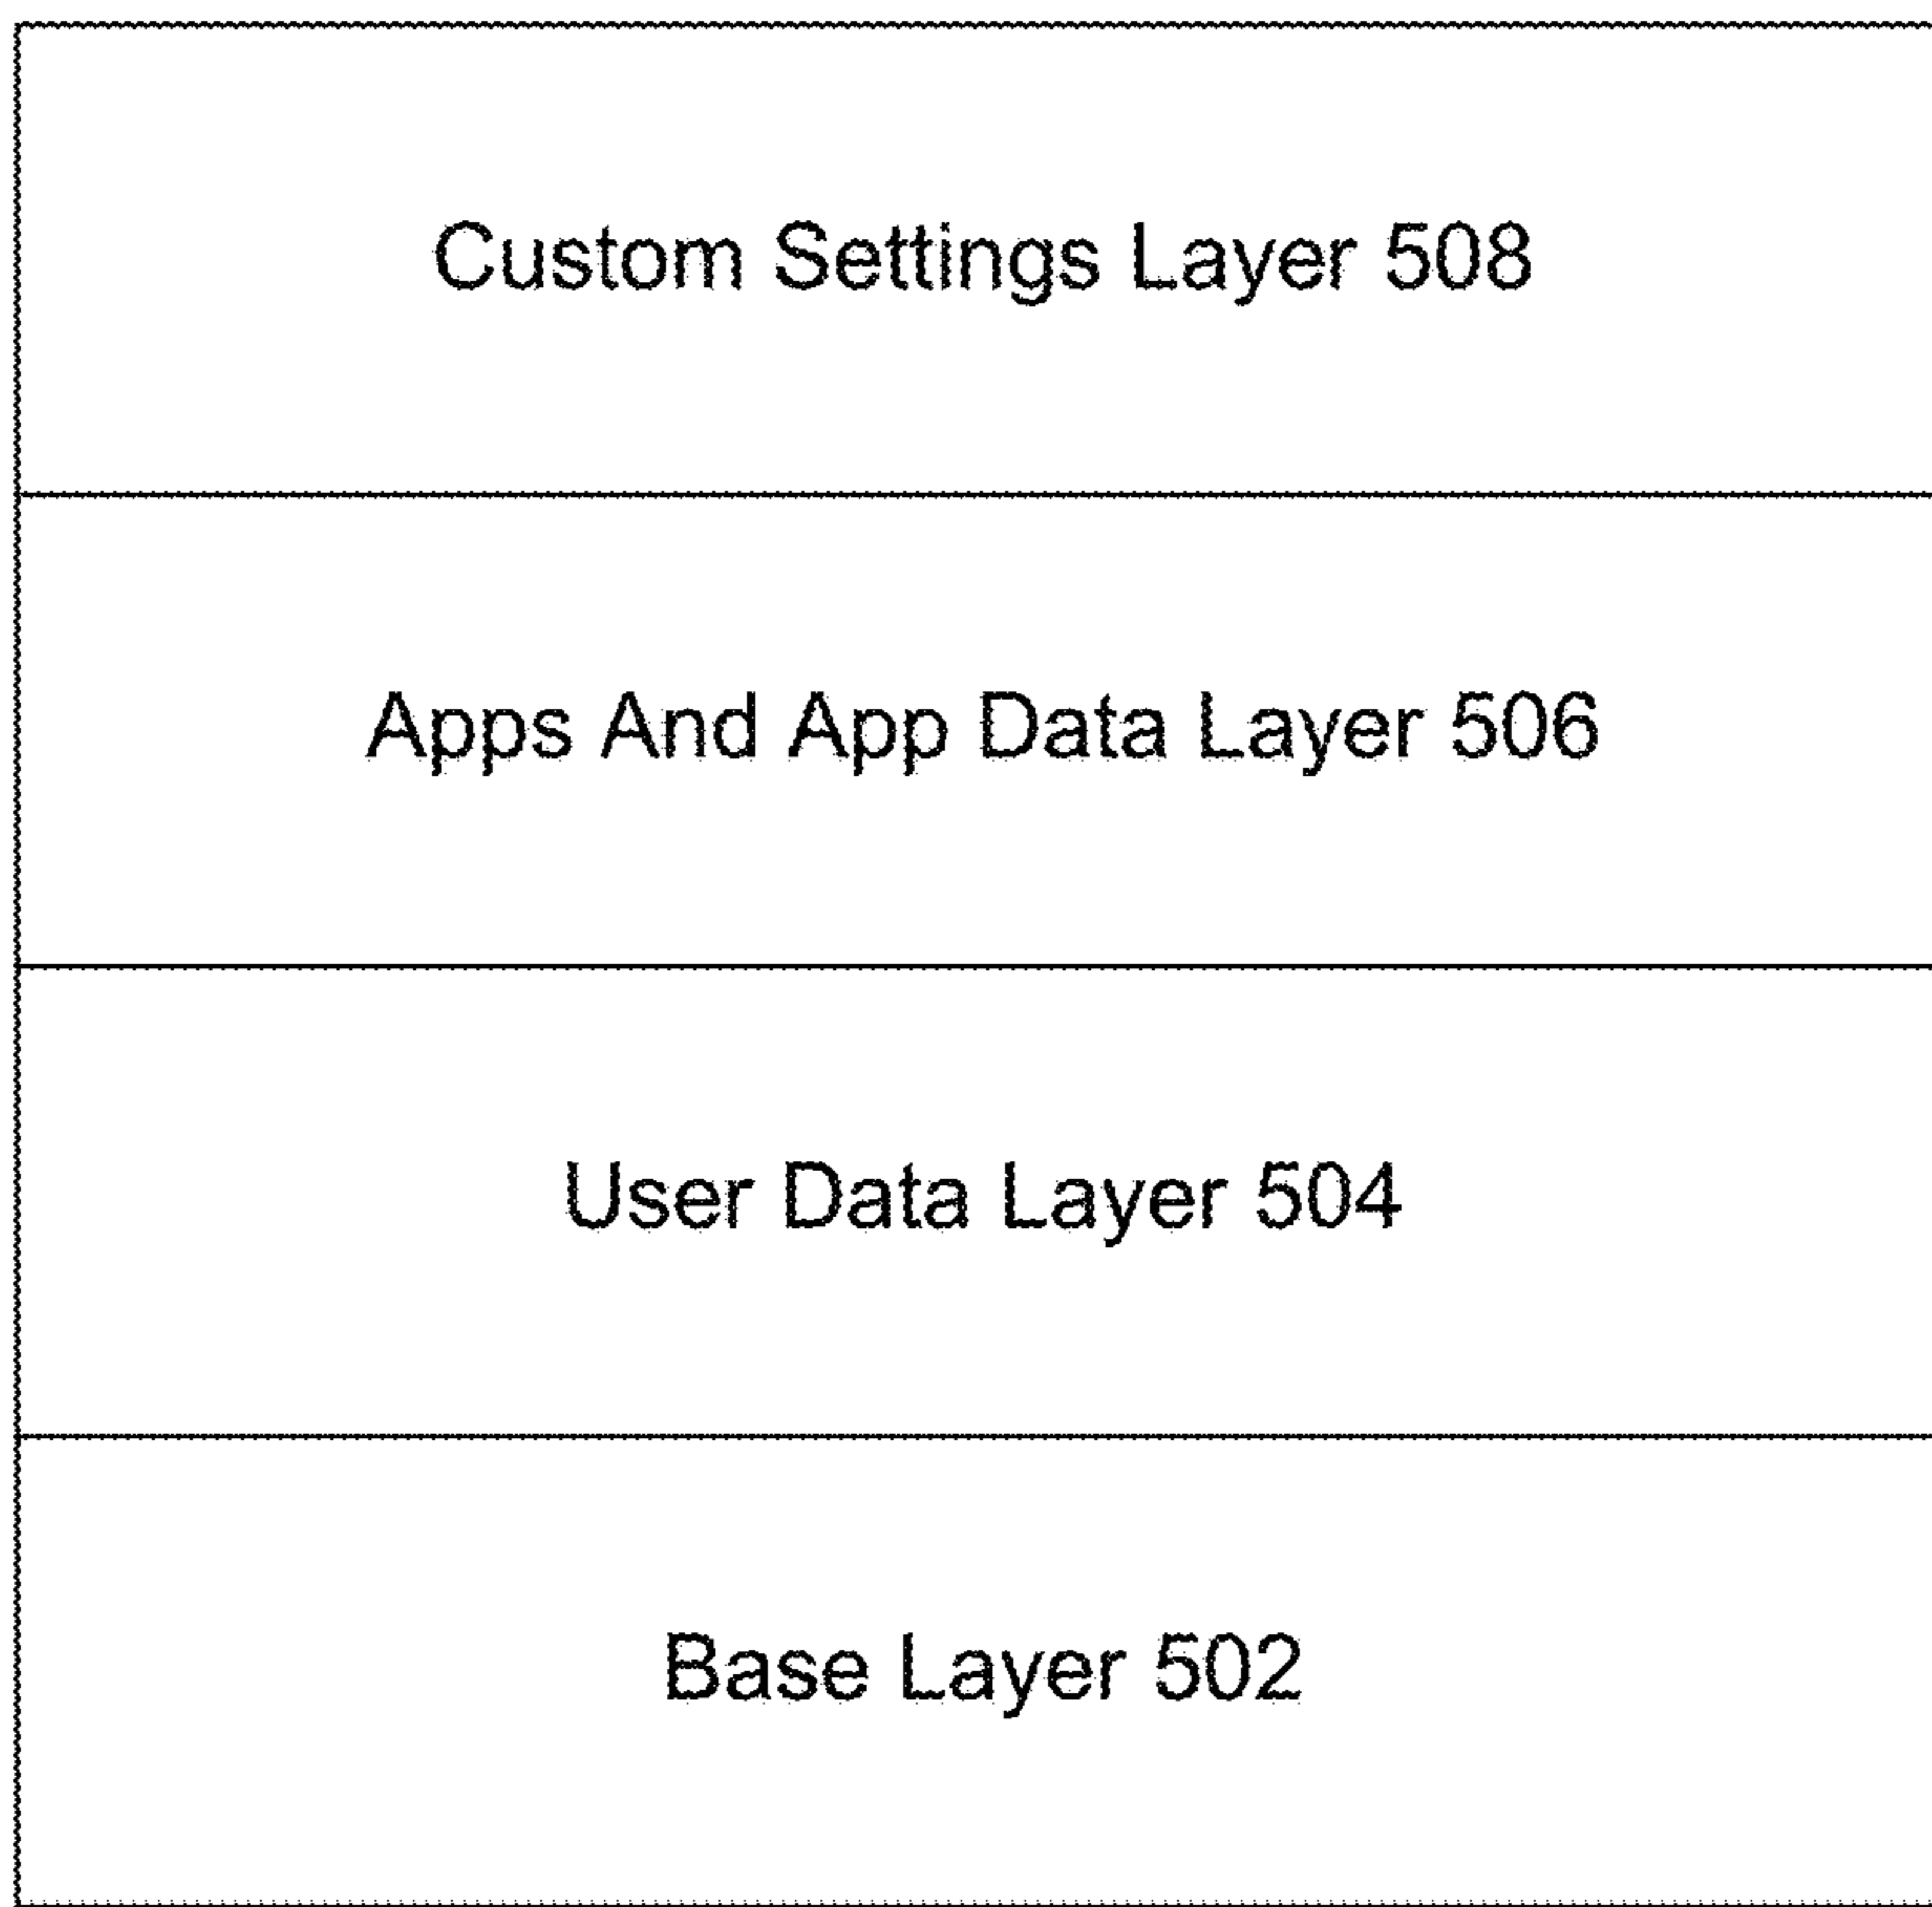 Custom Settings Layer 508
Apps And App Data Layer 506
User Data Layer 504
Base Layer 502